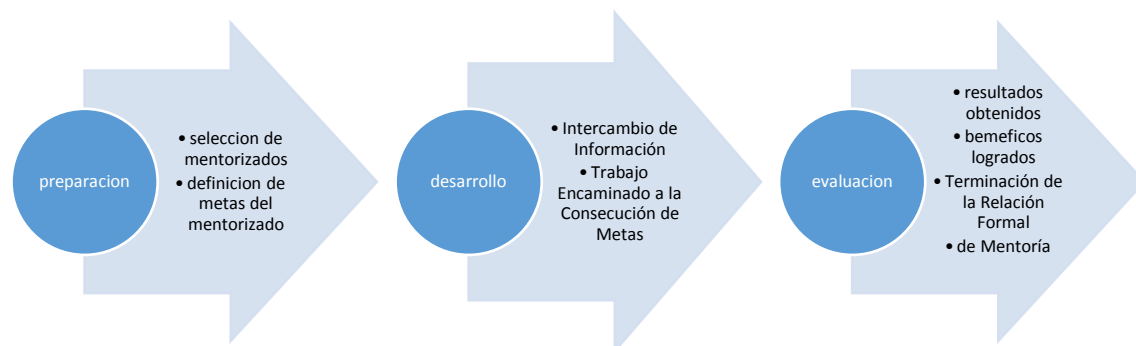 preparacion
• seleccion de
mentorizados
• definicion de
metas del
mentorizado
desarrollo
• Intercambio de
Información
• Trabajo
Encaminado a la
Consecución de
Metas
evaluacion
• resultados
obtenidos
• bemeficos
logrados
• Terminación de
la Relación
Formal
• de Mentoría